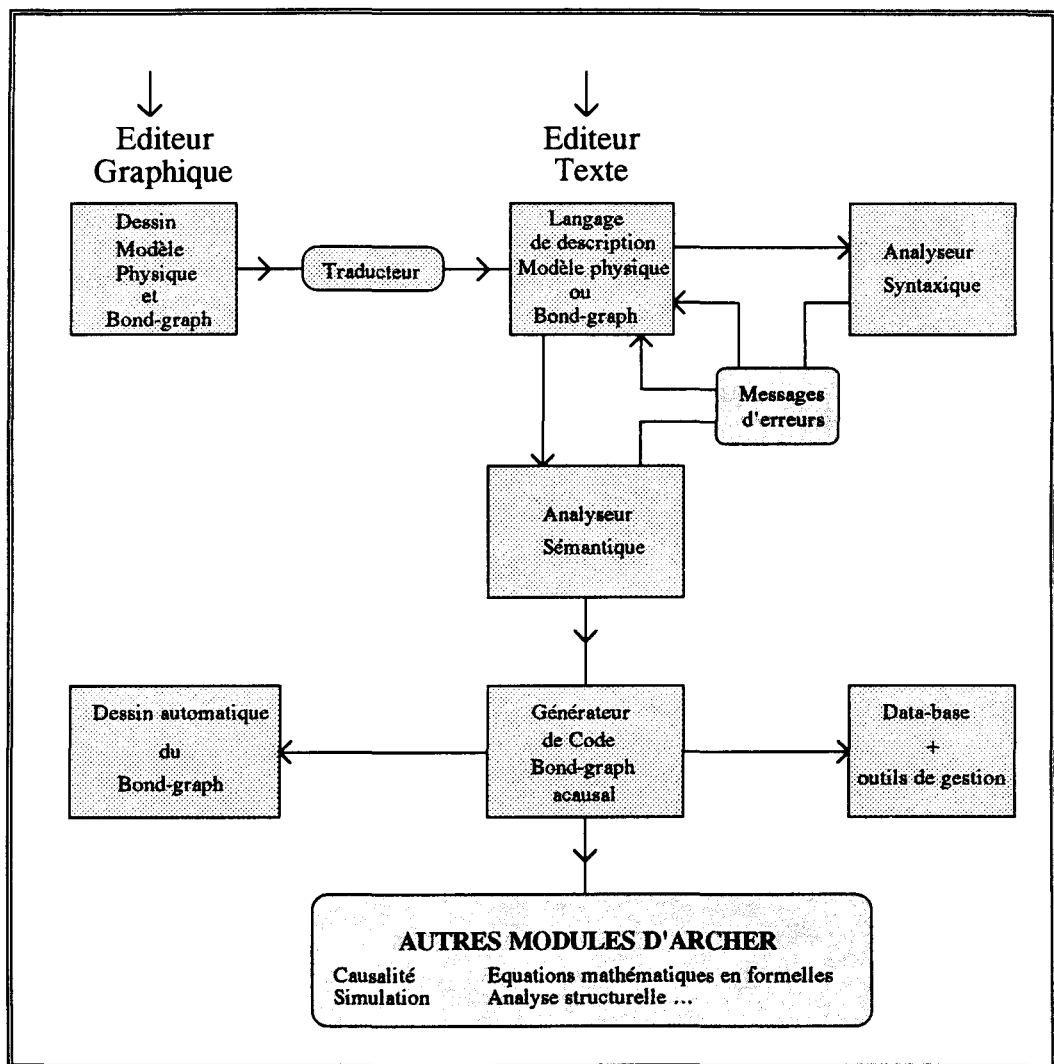 Editeur
Graphique
Editeur
Texte
Dessin
Modèle
Physique
et
Bond-graph
Traducteur
Langage
de description
Modèle physique
ou
Bond-graph
Analyseur
Syntaxique
Messages
d'erreurs
Analyseur
Sémantique
Dessin automatique
du
Bond-graph
Générateur
de Code
Bond-graph
acausal
Data-base
+
outils de gestion
AUTRES MODULES D'ARCHER
Causalité Equations mathématiques en formelles
Simulation Analyse structurelle ...